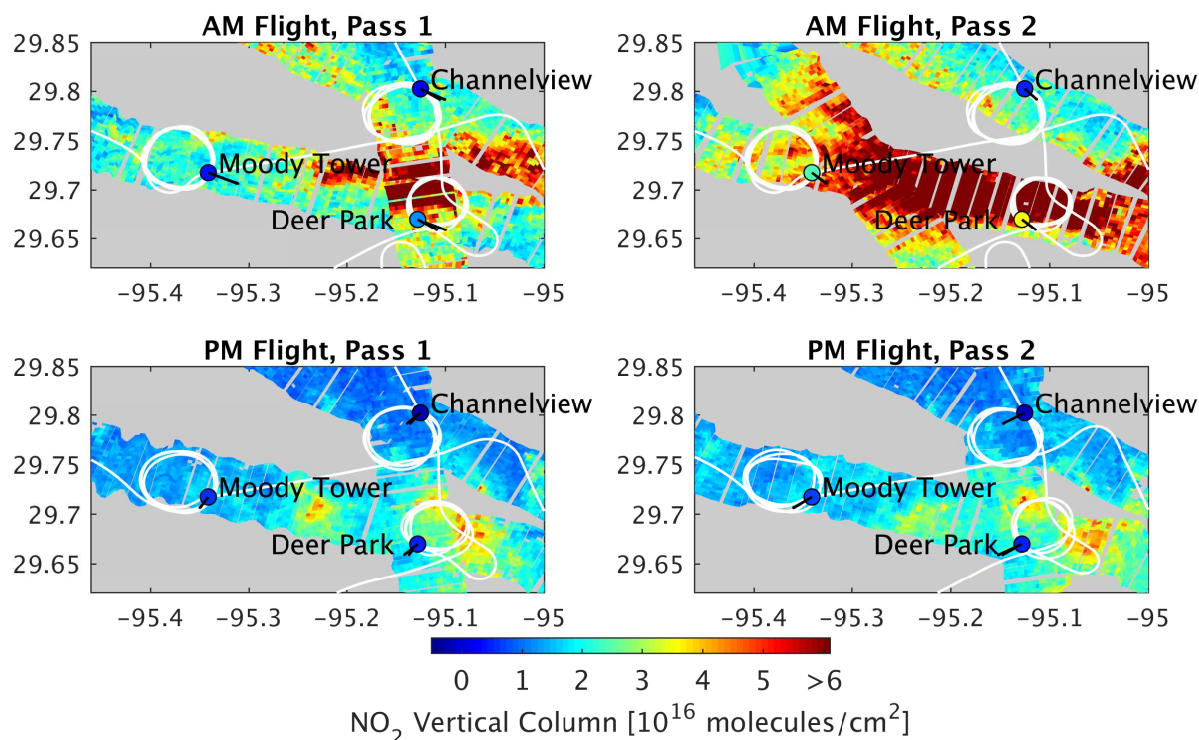 AM Flight, Pass 1
AM Flight, Pass 2
29.85
29.8
29.75
29.7
29.65
Channelview
Moody Tower
Deer Park
−95.4 −95.3 −95.2 −95.1 −95
29.85
29.8
29.75
29.7
29.65
Channelview
Moody Tower
Deer Park
−95.4 −95.3 −95.2 −95.1 −95
PM Flight, Pass 1
PM Flight, Pass 2
29.85
29.8
29.75
29.7
29.65
Channelview
Moody Tower
Deer Park
−95.4 −95.3 −95.2 −95.1 −95
29.85
29.8
29.75
29.7
29.65
Channelview
Moody Tower
Deer Park
−95.4 −95.3 −95.2 −95.1 −95
0 1 2 3 4 5 >6
NO₂ Vertical Column [10¹⁶ molecules/cm²]